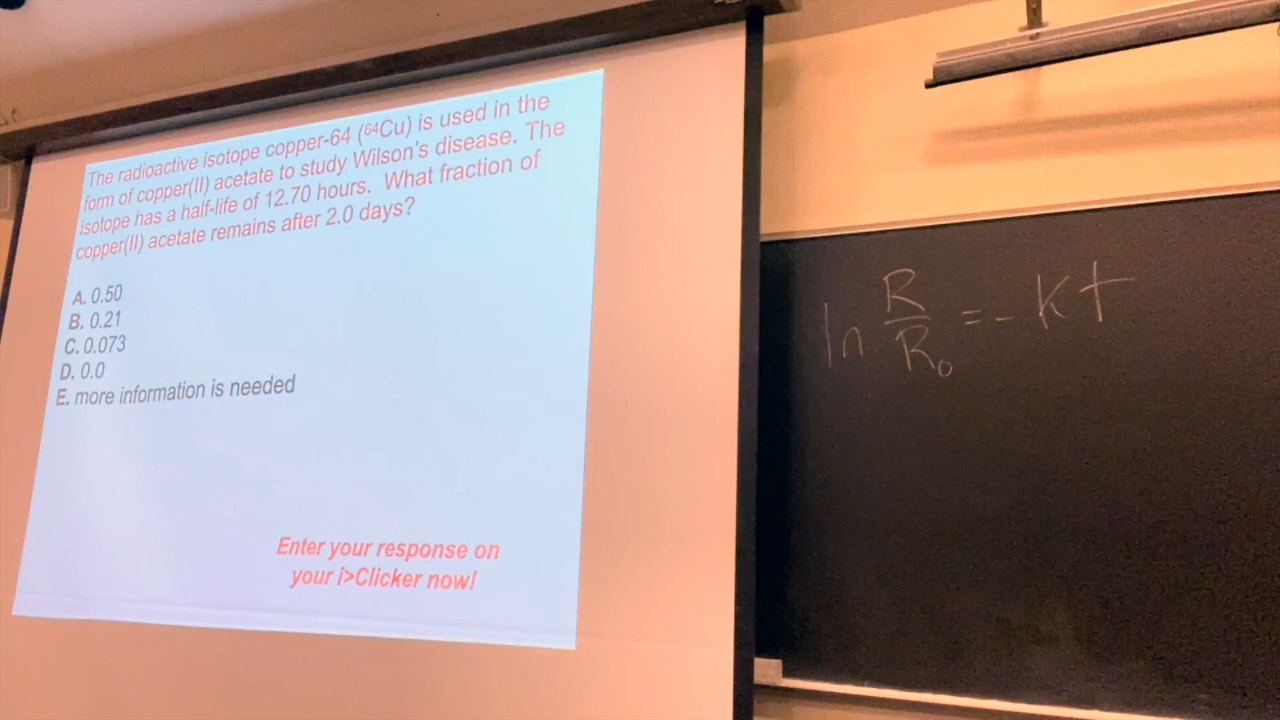 The radioactive isotope copper-64 (⁶⁴Cu) is used in the
form of copper(II) acetate to study Wilson's disease. The
isotope has a half-life of 12.70 hours. What fraction of
copper(II) acetate remains after 2.0 days?
A. 0.50
B. 0.21
C. 0.073
D. 0.0
E. more information is needed
Enter your response on
your i>Clicker now!
ln R/R₀ = - kt